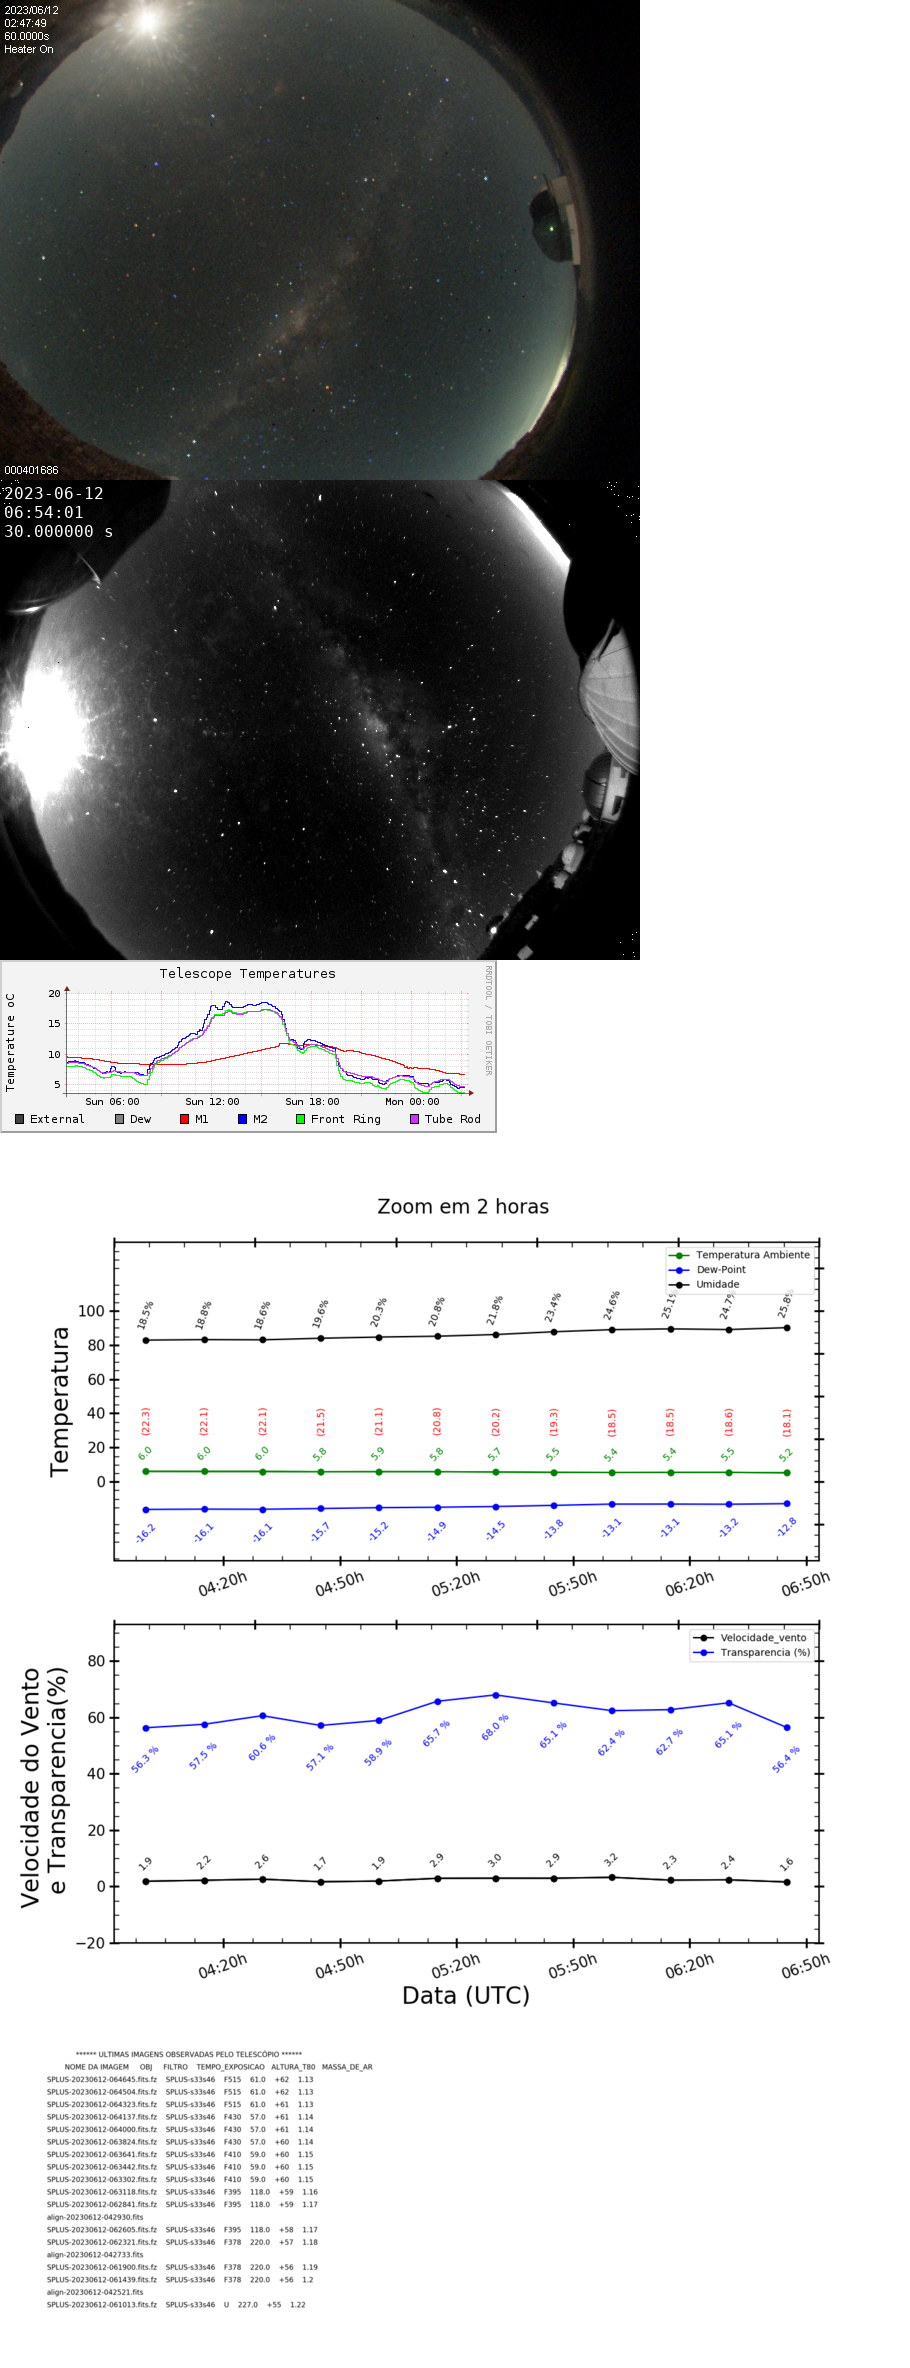 2023/06/12
02:47:49
60.0000s
Heater On
000401686
2023-06-12
06:54:01
30.000000 s
Telescope Temperatures
RRDTOOL / TOBI OETIKER
Temperature oC
20
15
10
5
Sun 06:00 Sun 12:00 Sun 18:00 Mon 00:00
External Dew M1 M2 Front Ring Tube Rod
Zoom em 2 horas
Temperatura Ambiente
Dew-Point
Umidade
Temperatura
100
80
60
40
20
0
18.5% 18.8% 18.6% 19.6% 20.3% 20.8% 21.8% 23.4% 24.6% 25.1% 24.7% 25.8%
(22.3) (22.1) (22.1) (21.5) (21.1) (20.8) (20.2) (19.3) (18.5) (18.5) (18.6) (18.1)
6.0 6.0 6.0 5.8 5.9 5.8 5.7 5.5 5.4 5.4 5.5 5.2
-16.2 -16.1 -16.1 -15.7 -15.2 -14.9 -14.5 -13.8 -13.1 -13.1 -13.2 -12.8
04:20h 04:50h 05:20h 05:50h 06:20h 06:50h
Velocidade_vento
Transparencia (%)
Velocidade do Vento
e Transparencia(%)
80
60
40
20
0
−20
56.3 % 57.5 % 60.6 % 57.1 % 58.9 % 65.7 % 68.0 % 65.1 % 62.4 % 62.7 % 65.1 % 56.4 %
1.9 2.2 2.6 1.7 1.9 2.9 3.0 2.9 3.2 2.3 2.4 1.6
04:20h 04:50h 05:20h 05:50h 06:20h 06:50h
Data (UTC)
****** ULTIMAS IMAGENS OBSERVADAS PELO TELESCÓPIO ******
NOME DA IMAGEM OBJ FILTRO TEMPO_EXPOSICAO ALTURA_T80 MASSA_DE_AR
SPLUS-20230612-064645.fits.fz SPLUS-s33s46 F515 61.0 +62 1.13
SPLUS-20230612-064504.fits.fz SPLUS-s33s46 F515 61.0 +62 1.13
SPLUS-20230612-064323.fits.fz SPLUS-s33s46 F515 61.0 +61 1.13
SPLUS-20230612-064137.fits.fz SPLUS-s33s46 F430 57.0 +61 1.14
SPLUS-20230612-064000.fits.fz SPLUS-s33s46 F430 57.0 +61 1.14
SPLUS-20230612-063824.fits.fz SPLUS-s33s46 F430 57.0 +60 1.14
SPLUS-20230612-063641.fits.fz SPLUS-s33s46 F410 59.0 +60 1.15
SPLUS-20230612-063442.fits.fz SPLUS-s33s46 F410 59.0 +60 1.15
SPLUS-20230612-063302.fits.fz SPLUS-s33s46 F410 59.0 +60 1.15
SPLUS-20230612-063118.fits.fz SPLUS-s33s46 F395 118.0 +59 1.16
SPLUS-20230612-062841.fits.fz SPLUS-s33s46 F395 118.0 +59 1.17
align-20230612-042930.fits
SPLUS-20230612-062605.fits.fz SPLUS-s33s46 F395 118.0 +58 1.17
SPLUS-20230612-062321.fits.fz SPLUS-s33s46 F378 220.0 +57 1.18
align-20230612-042733.fits
SPLUS-20230612-061900.fits.fz SPLUS-s33s46 F378 220.0 +56 1.19
SPLUS-20230612-061439.fits.fz SPLUS-s33s46 F378 220.0 +56 1.2
align-20230612-042521.fits
SPLUS-20230612-061013.fits.fz SPLUS-s33s46 U 227.0 +55 1.22